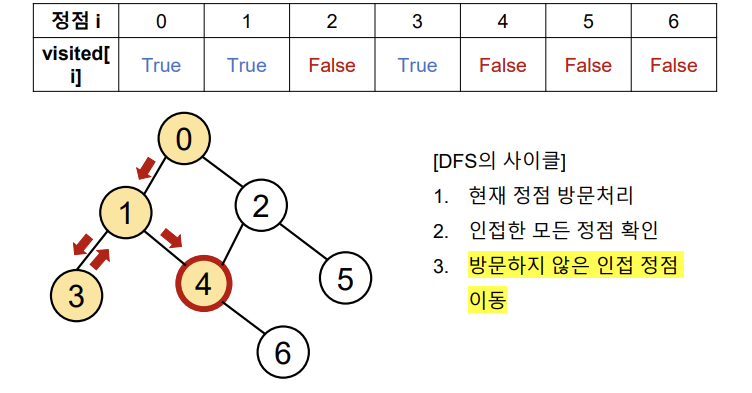 정점 i 0 1 2 3 4 5 6
visited[
i] True True False True False False False
0
1
2
3
4
5
6
[DFS의 사이클]
1. 현재 정점 방문처리
2. 인접한 모든 정점 확인
3. 방문하지 않은 인접 정점
이동